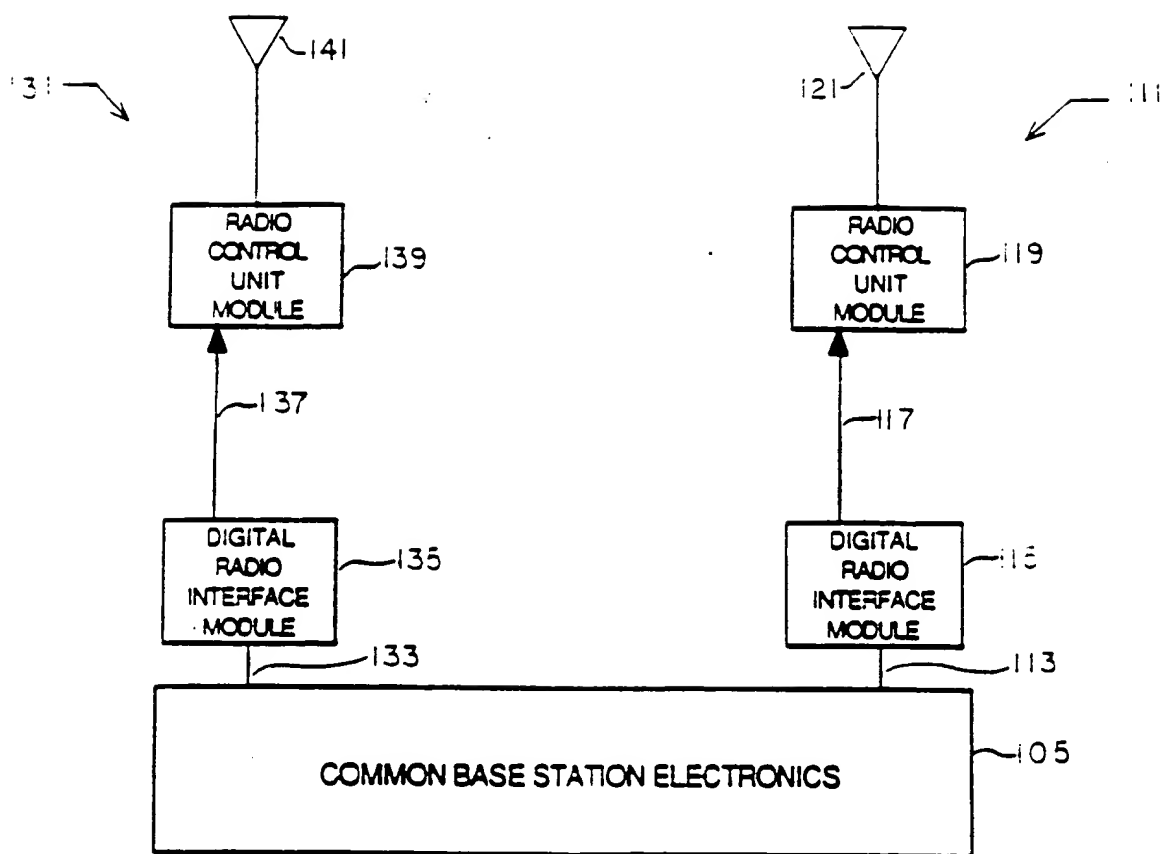 141
131
121
111
RADIO
CONTROL
UNIT
MODULE
139
RADIO
CONTROL
UNIT
MODULE
119
137
117
DIGITAL
RADIO
INTERFACE
MODULE
135
DIGITAL
RADIO
INTERFACE
MODULE
115
133
113
COMMON BASE STATION ELECTRONICS
105